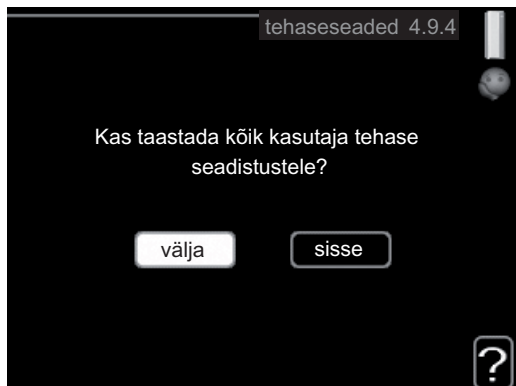 tehaseseaded 4.9.4
Kas taastada kõik kasutaja tehase
seadistustele?
välja
sisse
?